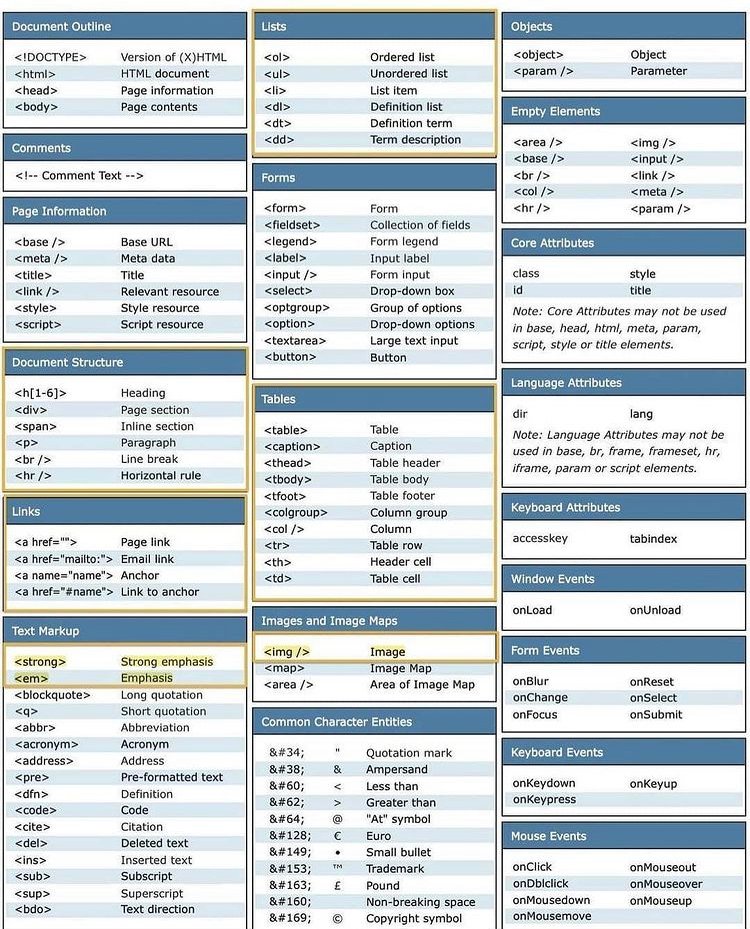 Document Outline
<!DOCTYPE> Version of (X)HTML
<html> HTML document
<head> Page information
<body> Page contents
Comments
<!-- Comment Text -->
Page Information
<base /> Base URL
<meta /> Meta data
<title> Title
<link /> Relevant resource
<style> Style resource
<script> Script resource
Document Structure
<h[1-6]> Heading
<div> Page section
<span> Inline section
<p> Paragraph
<br /> Line break
<hr /> Horizontal rule
Links
<a href=""> Page link
<a href="mailto:"> Email link
<a name="name"> Anchor
<a href="#name"> Link to anchor
Text Markup
<strong> Strong emphasis
<em> Emphasis
<blockquote> Long quotation
<q> Short quotation
<abbr> Abbreviation
<acronym> Acronym
<address> Address
<pre> Pre-formatted text
<dfn> Definition
<code> Code
<cite> Citation
<del> Deleted text
<ins> Inserted text
<sub> Subscript
<sup> Superscript
<bdo> Text direction
Lists
<ol> Ordered list
<ul> Unordered list
<li> List item
<dl> Definition list
<dt> Definition term
<dd> Term description
Forms
<form> Form
<fieldset> Collection of fields
<legend> Form legend
<label> Input label
<input /> Form input
<select> Drop-down box
<optgroup> Group of options
<option> Drop-down options
<textarea> Large text input
<button> Button
Tables
<table> Table
<caption> Caption
<thead> Table header
<tbody> Table body
<tfoot> Table footer
<colgroup> Column group
<col /> Column
<tr> Table row
<th> Header cell
<td> Table cell
Images and Image Maps
<img /> Image
<map> Image Map
<area /> Area of Image Map
Common Character Entities
&#34; " Quotation mark
&#38; & Ampersand
&#60; < Less than
&#62; > Greater than
&#64; @ "At" symbol
&#128; € Euro
&#149; • Small bullet
&#153; ™ Trademark
&#163; £ Pound
&#160; Non-breaking space
&#169; © Copyright symbol
Objects
<object> Object
<param /> Parameter
Empty Elements
<area /> <img />
<base /> <input />
<br /> <link />
<col /> <meta />
<hr /> <param />
Core Attributes
class style
id title
Note: Core Attributes may not be used
in base, head, html, meta, param,
script, style or title elements.
Language Attributes
dir lang
Note: Language Attributes may not be
used in base, br, frame, frameset, hr,
iframe, param or script elements.
Keyboard Attributes
accesskey tabindex
Window Events
onLoad onUnload
Form Events
onBlur onReset
onChange onSelect
onFocus onSubmit
Keyboard Events
onKeydown onKeyup
onKeypress
Mouse Events
onClick onMouseout
onDblclick onMouseover
onMousedown onMouseup
onMousemove